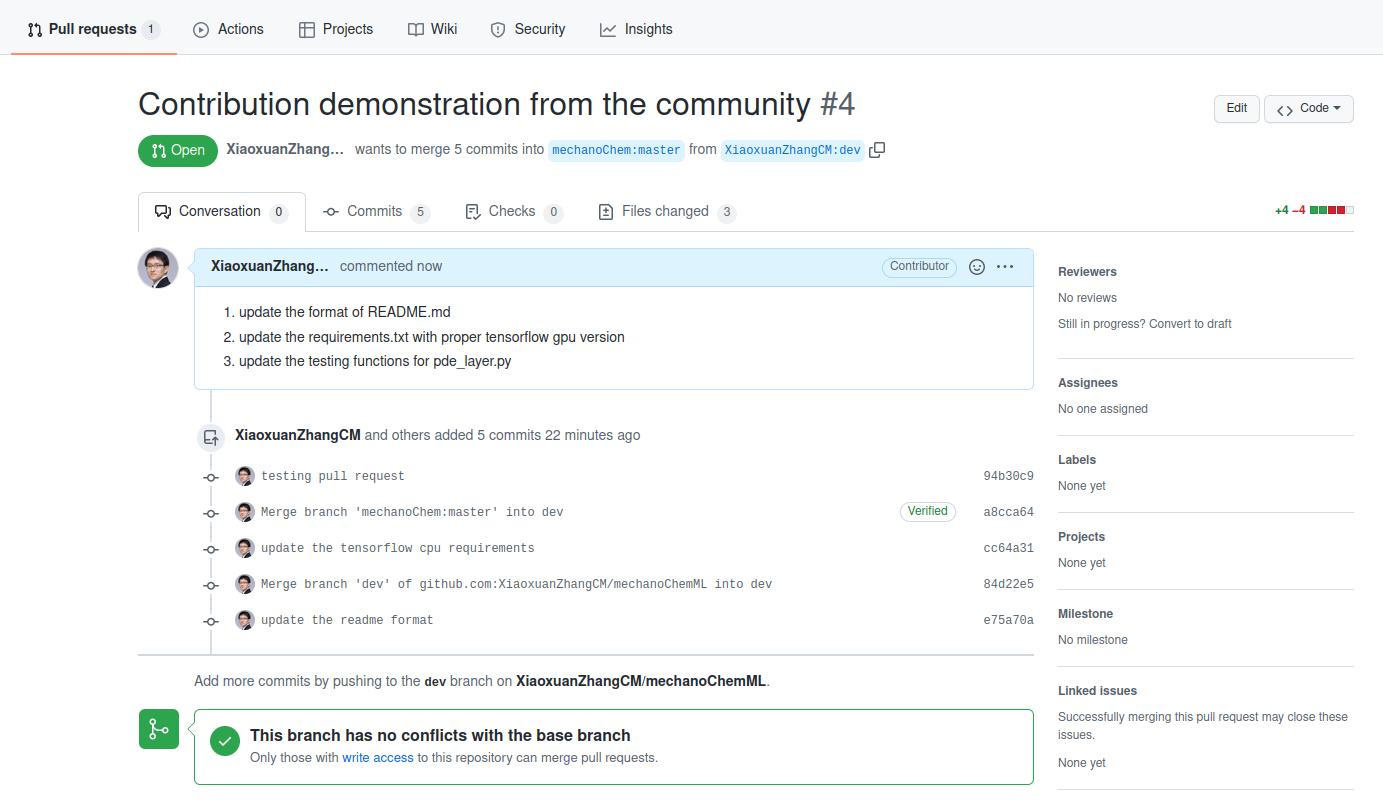 Pull requests 1 Actions Projects Wiki Security Insights
Contribution demonstration from the community #4
Edit Code
Open XiaoxuanZhang... wants to merge 5 commits into mechanoChem:master from XiaoxuanZhangCM:dev
Conversation 0 Commits 5 Checks 0 Files changed 3 +4 −4
XiaoxuanZhang... commented now Contributor
1. update the format of README.md
2. update the requirements.txt with proper tensorflow gpu version
3. update the testing functions for pde_layer.py
XiaoxuanZhangCM and others added 5 commits 22 minutes ago
testing pull request 94b30c9
Merge branch 'mechanoChem:master' into dev Verified a8cca64
update the tensorflow cpu requirements cc64a31
Merge branch 'dev' of github.com:XiaoxuanZhangCM/mechanoChemML into dev 84d22e5
update the readme format e75a70a
Add more commits by pushing to the dev branch on XiaoxuanZhangCM/mechanoChemML.
This branch has no conflicts with the base branch
Only those with write access to this repository can merge pull requests.
Reviewers
No reviews
Still in progress? Convert to draft
Assignees
No one assigned
Labels
None yet
Projects
None yet
Milestone
No milestone
Linked issues
Successfully merging this pull request may close these
issues.
None yet